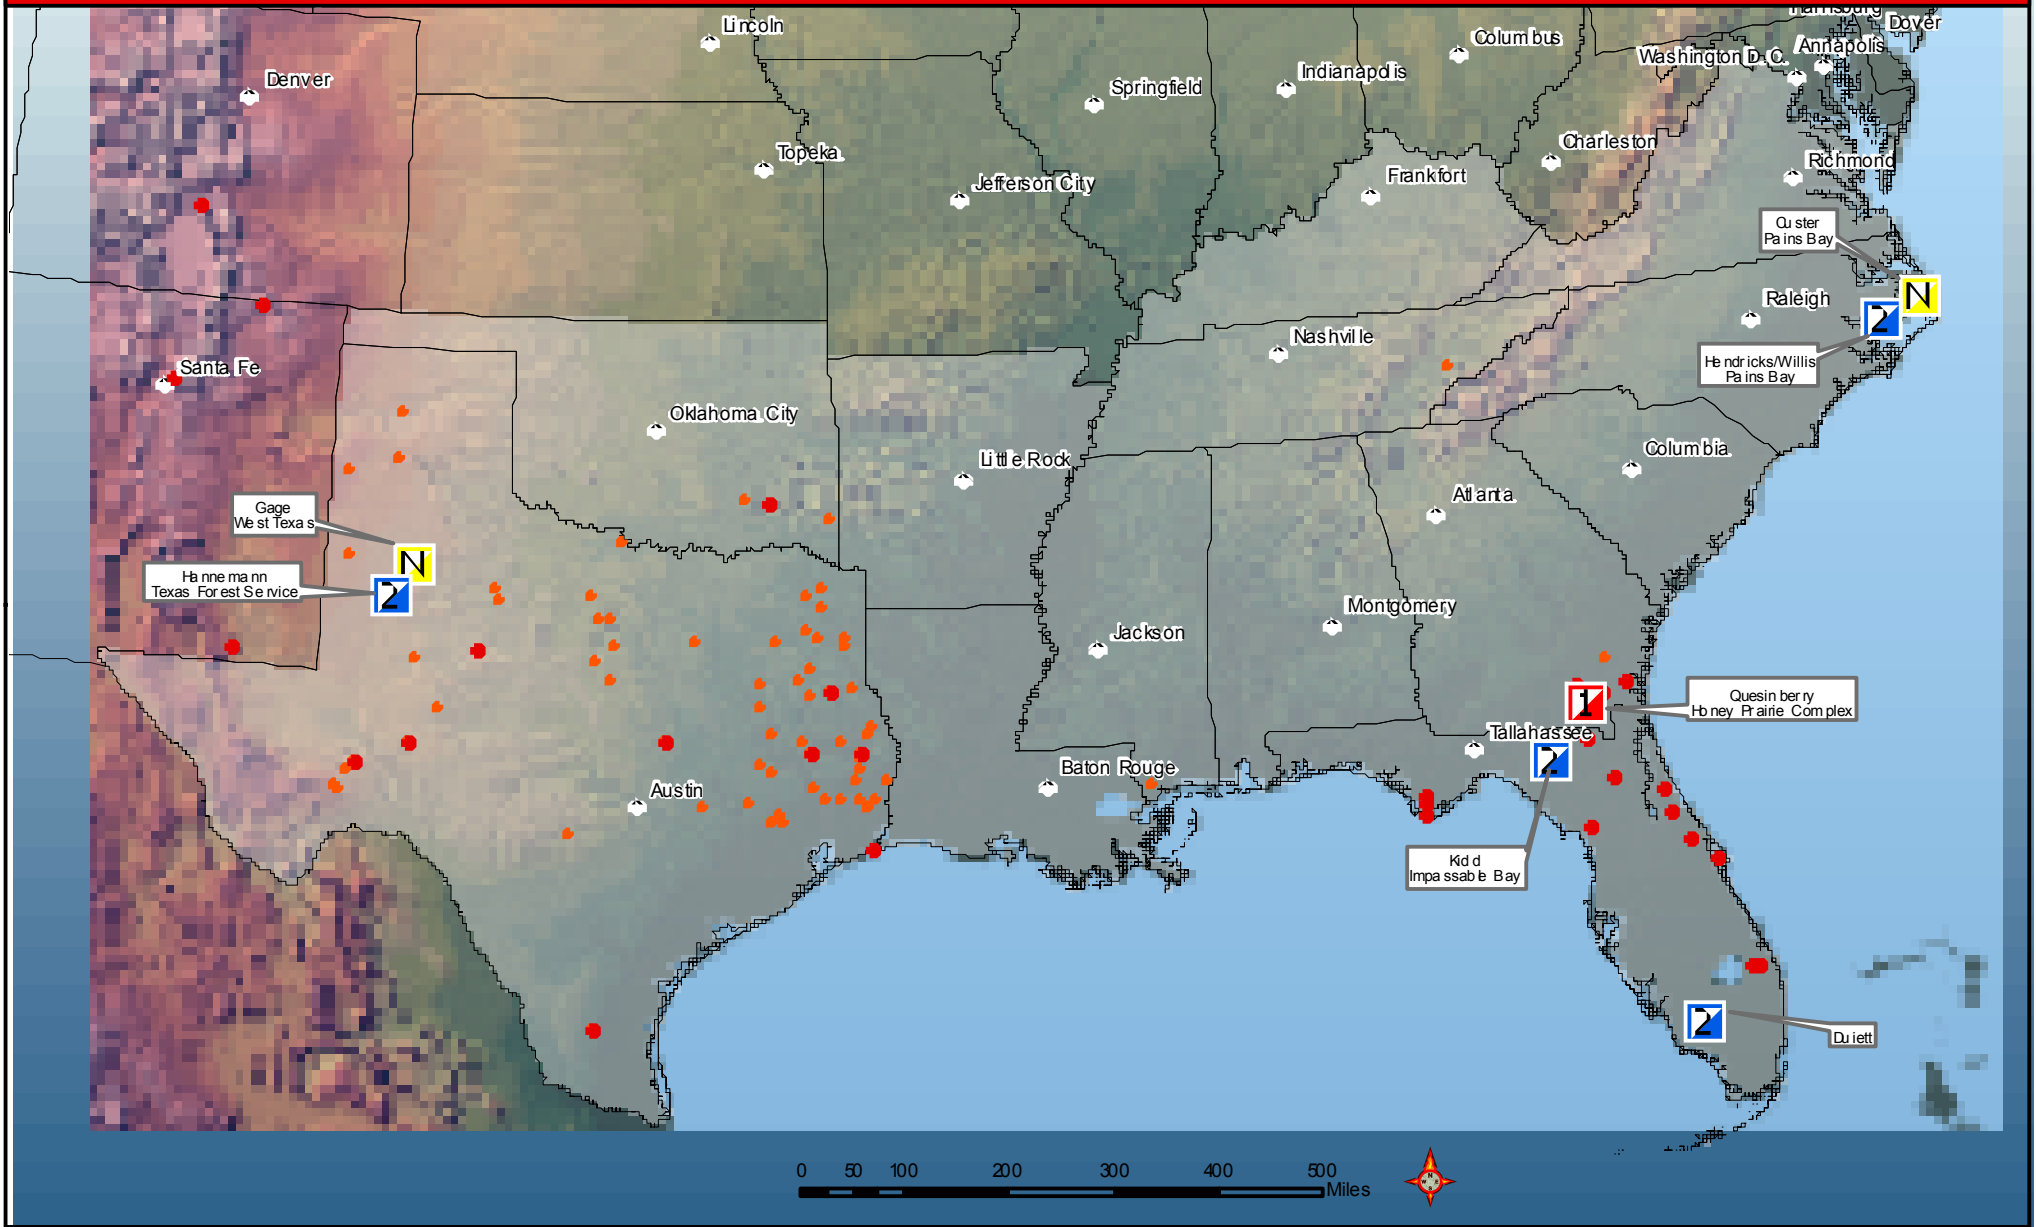 Harrisburg
Dover
Lincoln
Columbus
Annapolis
Washington D.C.
Denver
Indianapolis
Springfield
Charleston
Topeka
Richmond
Frankfort
Jefferson City
Custer
Pains Bay
N
2
Raleigh
Nashville
Hendricks/Willis
Pains Bay
Santa Fe
Oklahoma City
Columbia
Little Rock
Atlanta
Gage
West Texas
N
Hannemann
Texas Forest Service
2
Montgomery
Jackson
1
Quesinberry
Honey Prairie Complex
Tallahassee
2
Baton Rouge
Austin
Kidd
Impassable Bay
2
Duiett
0 50 100 200 300 400 500
Miles